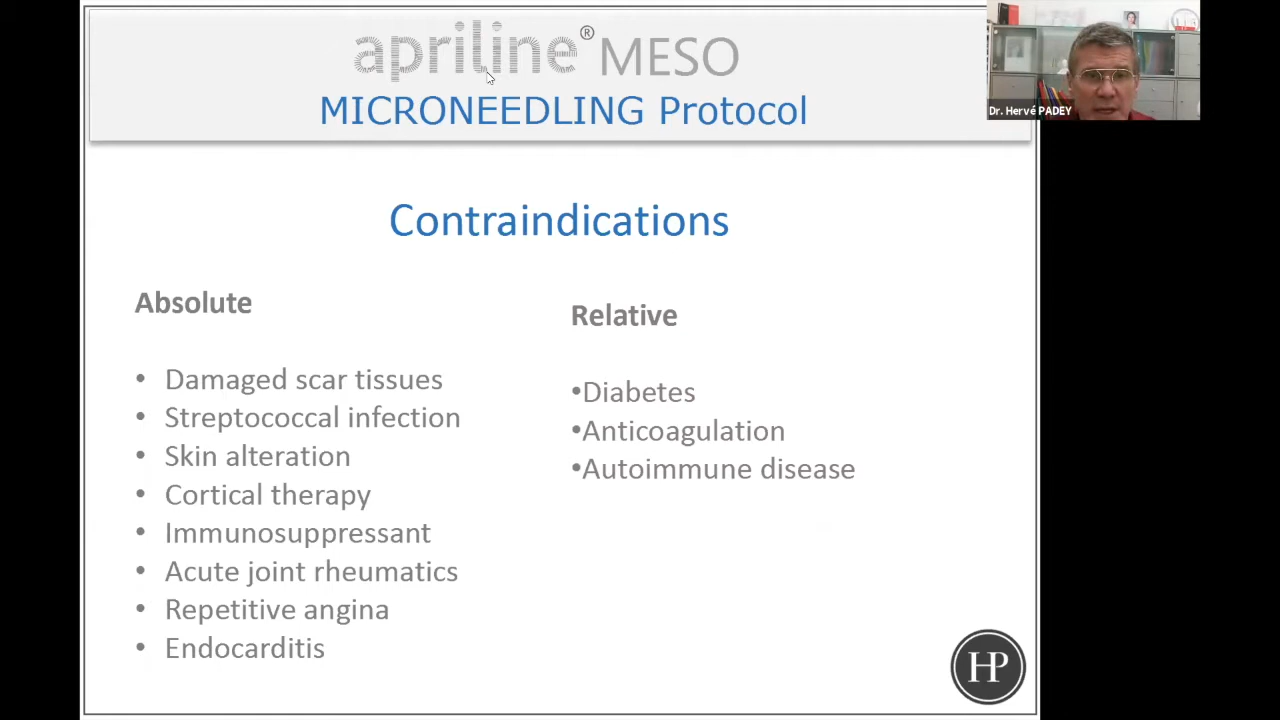 apriline® MESO
MICRONEEDLING Protocol
Dr. Hervé PADEY
Contraindications
Absolute
• Damaged scar tissues
• Streptococcal infection
• Skin alteration
• Cortical therapy
• Immunosuppressant
• Acute joint rheumatics
• Repetitive angina
• Endocarditis
Relative
•Diabetes
•Anticoagulation
•Autoimmune disease
HP